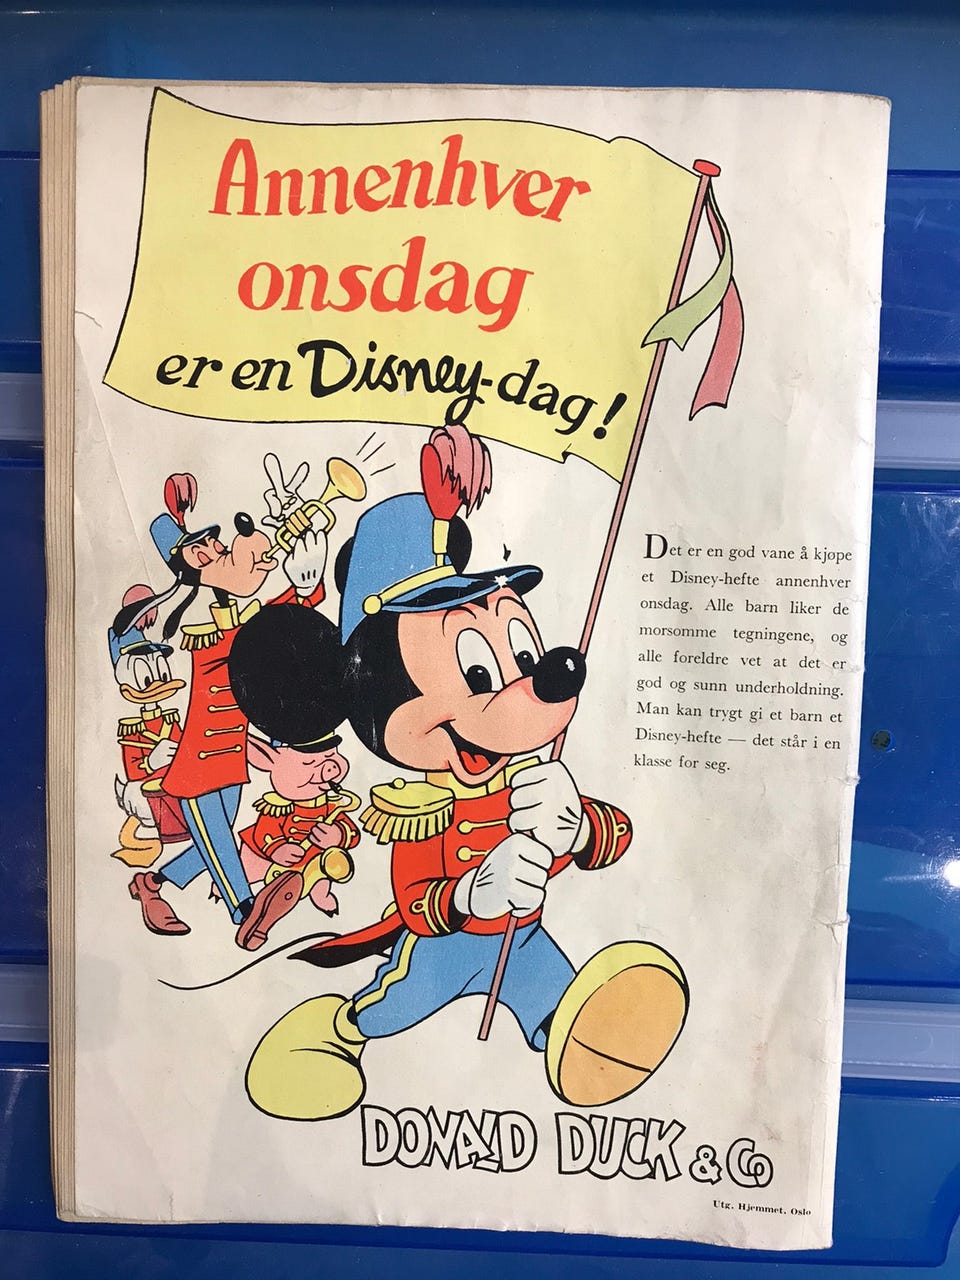 Annenhver
onsdag
er en Disney-dag!
Det er en god vane å kjøpe
et Disney-hefte annenhver
onsdag. Alle barn liker de
morsomme tegningene, og
alle foreldre vet at det er
god og sunn underholdning.
Man kan trygt gi et barn et
Disney-hefte — det står i en
klasse for seg.
DONALD DUCK & Co
Utg. Hjemmet. Oslo